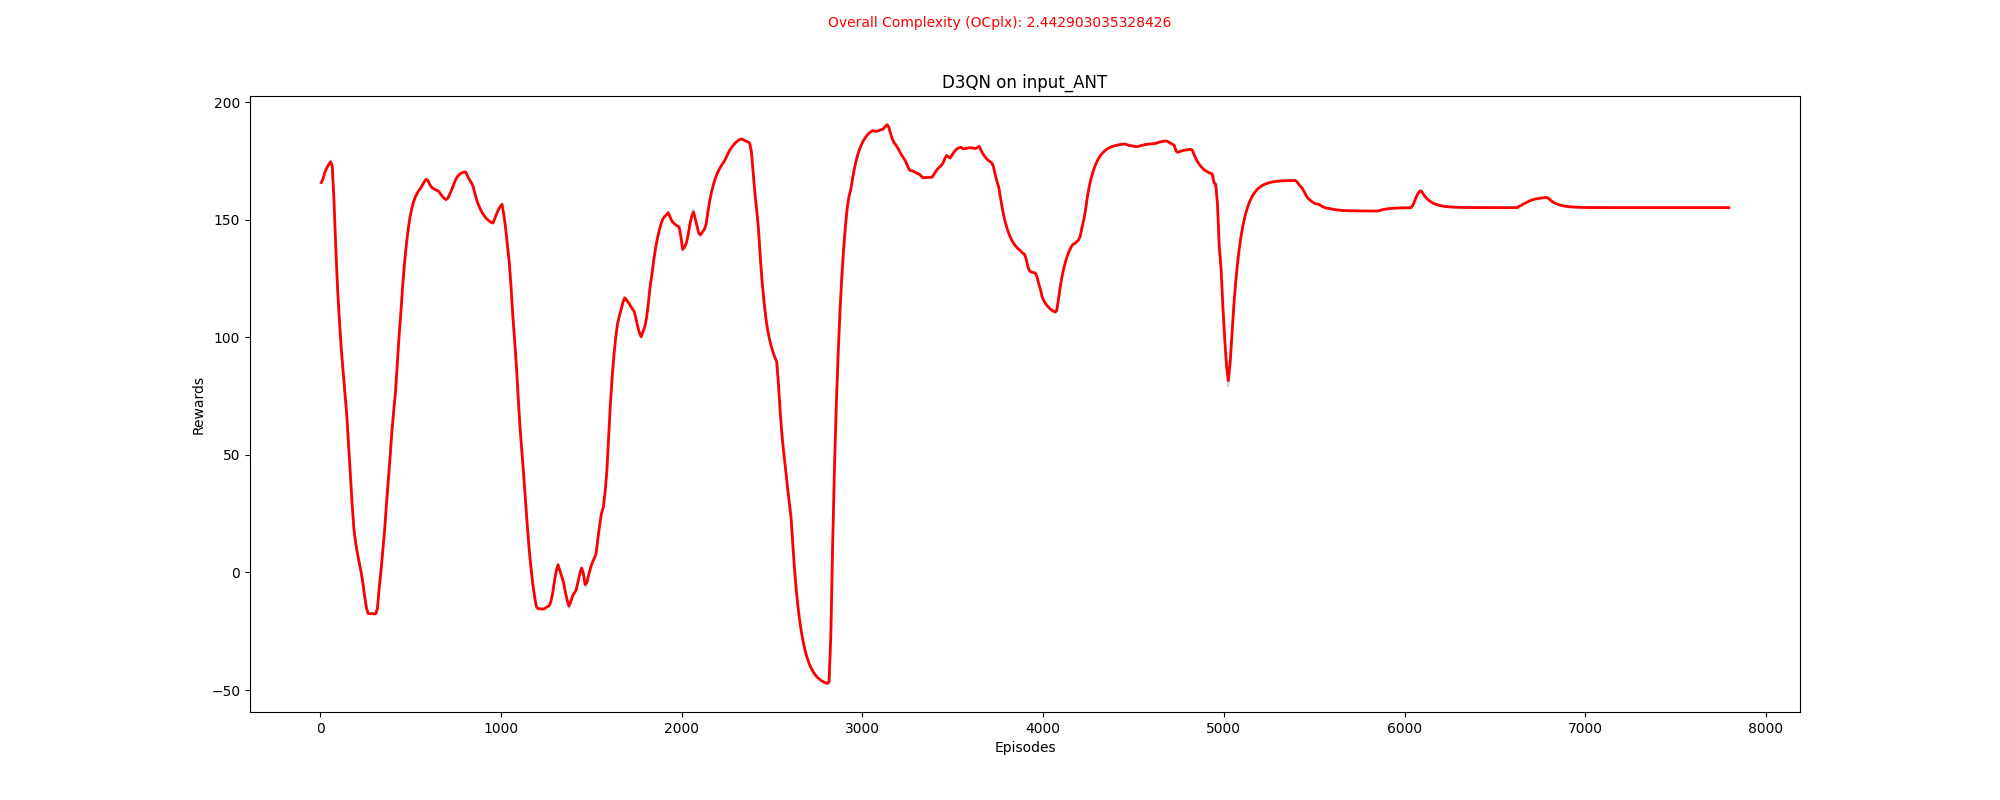 Overall Complexity (OCplx): 2.442903035328426
D3QN on input_ANT
200
150
100
50
0
−50
Rewards
0 1000 2000 3000 4000 5000 6000 7000 8000
Episodes